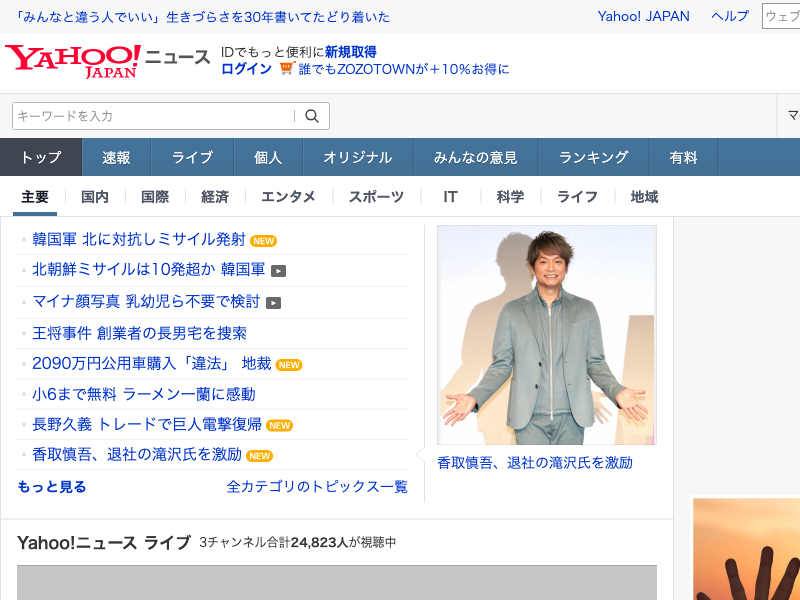 「みんなと違う人でいい」生きづらさを30年書いてたどり着いた
Yahoo! JAPAN ヘルプ
ウェブ
YAHOO! JAPAN ニュース
IDでもっと便利に新規取得
ログイン 誰でもZOZOTOWNが＋10％お得に
キーワードを入力
トップ 速報 ライブ 個人 オリジナル みんなの意見 ランキング 有料
主要 国内 国際 経済 エンタメ スポーツ IT 科学 ライフ 地域
韓国軍 北に対抗しミサイル発射 NEW
北朝鮮ミサイルは10発超か 韓国軍
マイナ顔写真 乳幼児ら不要で検討
王将事件 創業者の長男宅を捜索
2090万円公用車購入「違法」 地裁 NEW
小6まで無料 ラーメン一蘭に感動
長野久義 トレードで巨人電撃復帰 NEW
香取慎吾、退社の滝沢氏を激励 NEW
もっと見る 全カテゴリのトピックス一覧
香取慎吾、退社の滝沢氏を激励
Yahoo!ニュース ライブ 3チャンネル合計24,823人が視聴中